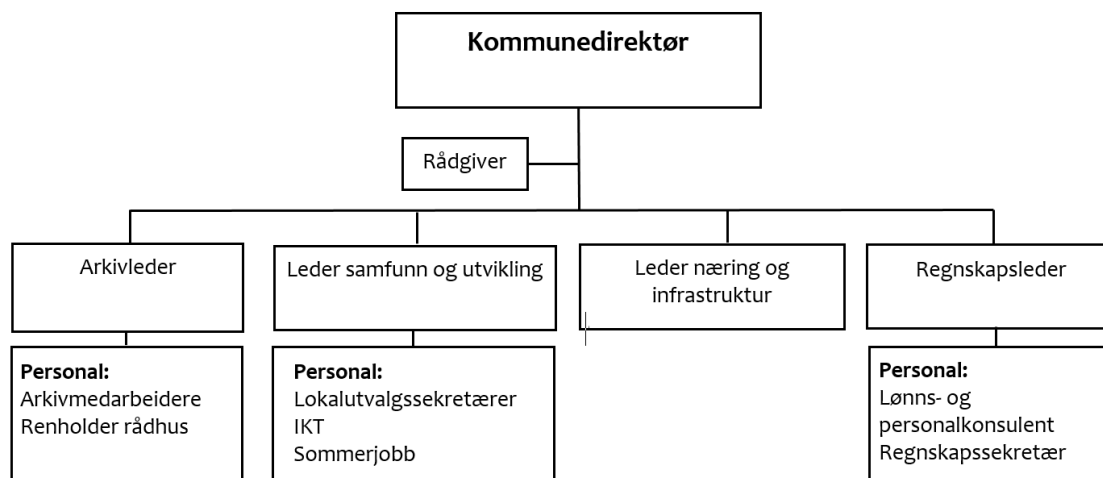 Kommunedirektør
Rådgiver
Arkivleder
Leder samfunn og utvikling
Leder næring og
infrastruktur
Regnskapsleder
Personal:
Arkivmedarbeidere
Renholder rådhus
Personal:
Lokalutvalgssekretærer
IKT
Sommerjobb
Personal:
Lønns- og
personalkonsulent
Regnskapssekretær